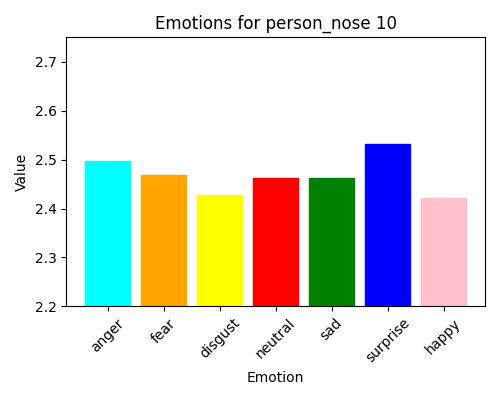 Emotions for person_nose 10
2.7
2.6
2.5
2.4
2.3
2.2
Value
anger
fear
disgust
neutral
sad
surprise
happy
Emotion